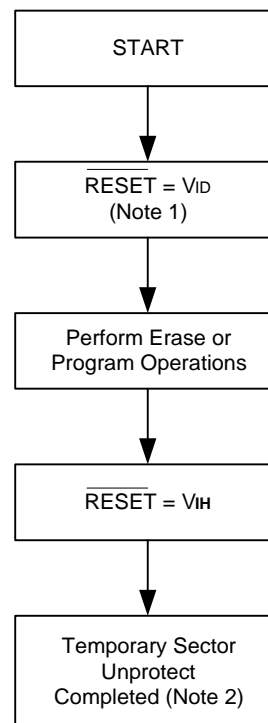 START
RESET = VID
(Note 1)
Perform Erase or
Program Operations
RESET = VIH
Temporary Sector
Unprotect
Completed (Note 2)